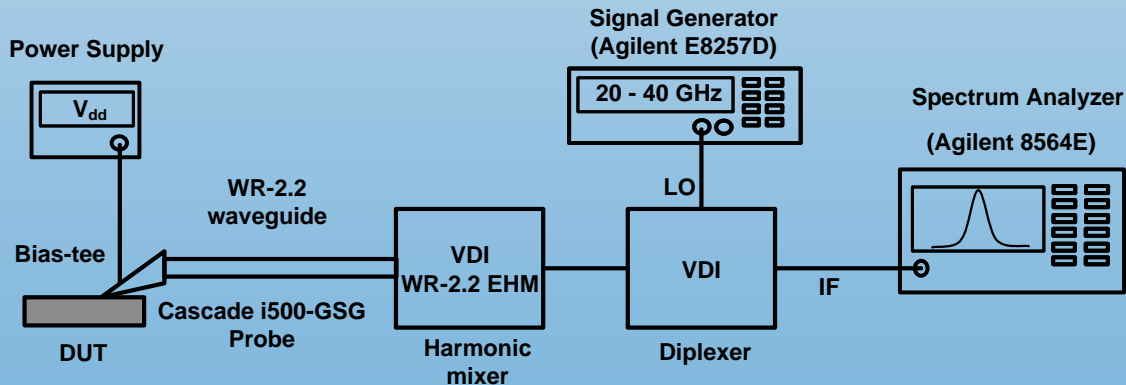 Power Supply
V_dd
Signal Generator
(Agilent E8257D)
20 - 40 GHz
Spectrum Analyzer
(Agilent 8564E)
WR-2.2
waveguide
LO
Bias-tee
VDI
WR-2.2 EHM
VDI
IF
Cascade i500-GSG
Probe
DUT
Harmonic
mixer
Diplexer